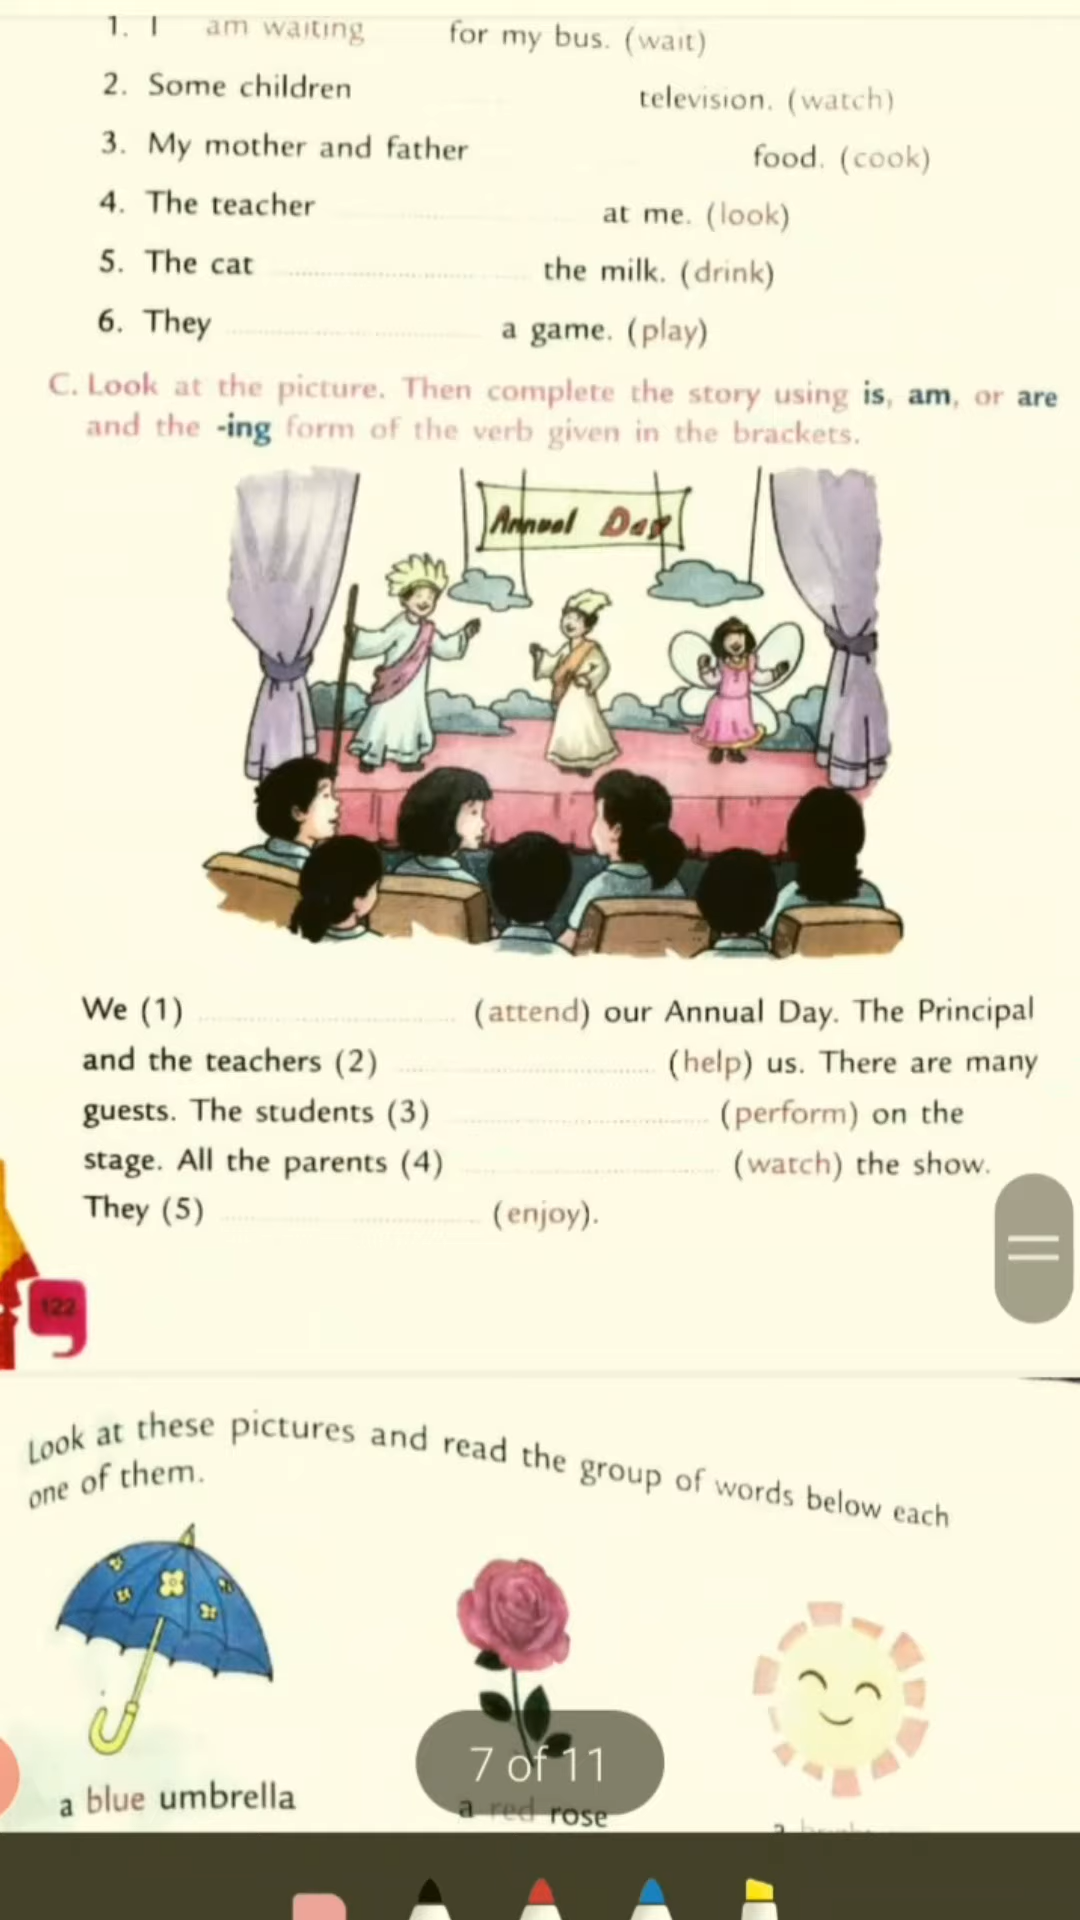 1. I am waiting for my bus. (wait)
2. Some children television. (watch)
3. My mother and father food. (cook)
4. The teacher at me. (look)
5. The cat the milk. (drink)
6. They a game. (play)
C. Look at the picture. Then complete the story using is, am, or are
and the -ing form of the verb given in the brackets.
Annual Day
We (1) (attend) our Annual Day. The Principal
and the teachers (2) (help) us. There are many
guests. The students (3) (perform) on the
stage. All the parents (4) (watch) the show.
They (5) (enjoy).
122
Look at these pictures and read the group of words below each
one of them.
7 of 11
a blue umbrella
a red rose
a